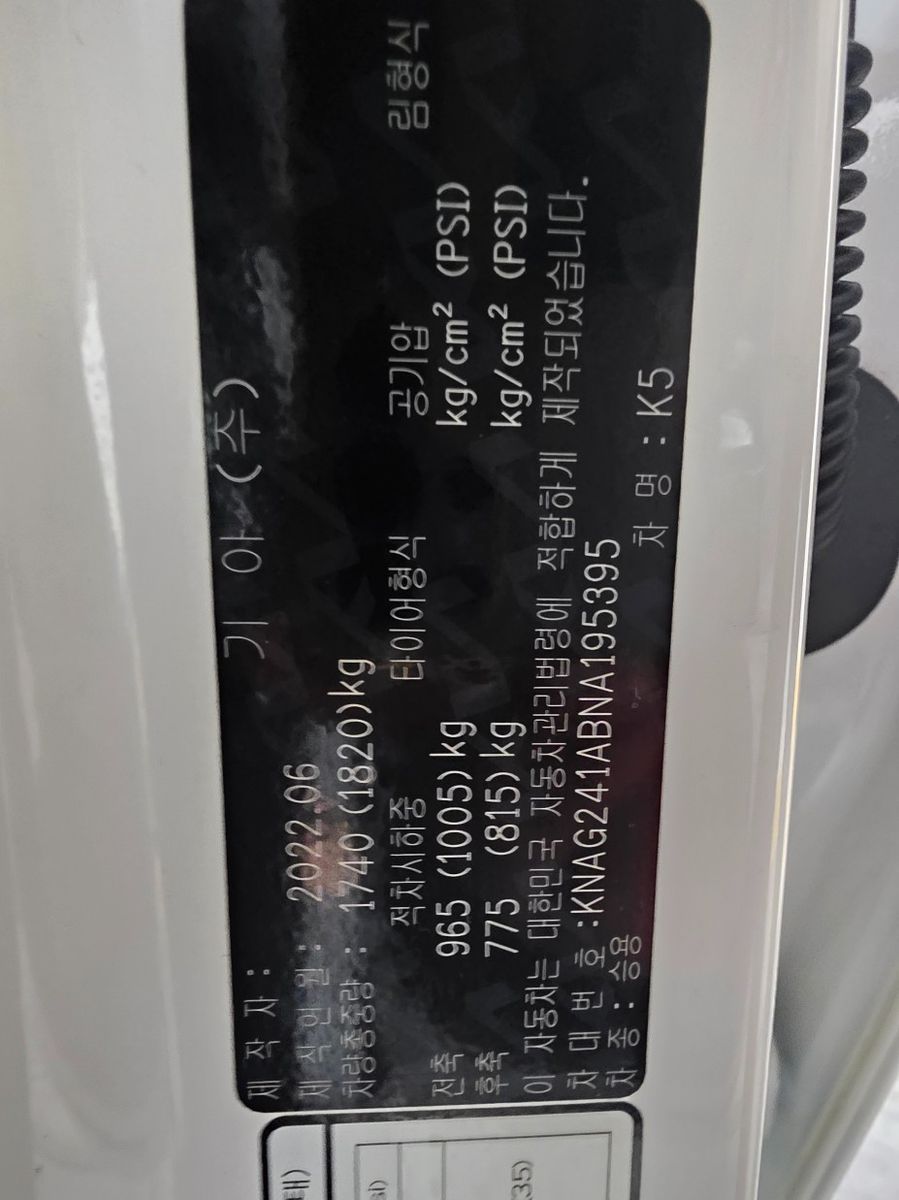 제 작 자 : 기 아 (주)
제 작 년 월 : 2022.06
차량총중량 : 1740 (1820)kg
적차시하중 타이어형식 공기압 림형식
전축 965 (1005)kg kg/cm² (PSI)
후축 775 (815)kg kg/cm² (PSI)
이 자동차는 대한민국 자동차관리법령에 적합하게 제작되었습니다.
차 대 번 호 :KNAG241ABNA195395
차 종 : 승용 차 명 : K5